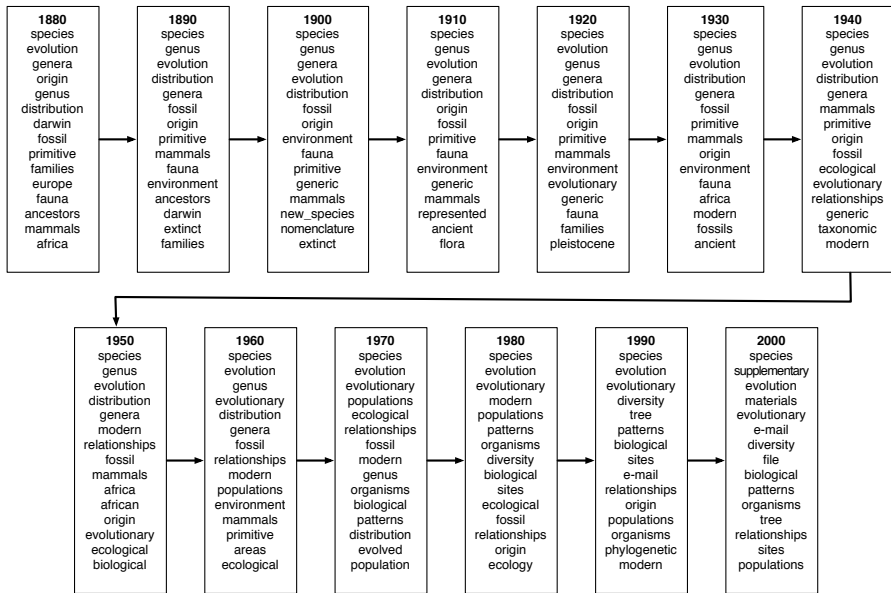 1880
species
evolution
genera
origin
genus
distribution
darwin
fossil
primitive
families
europe
fauna
ancestors
mammals
africa
1890
species
genus
evolution
distribution
genera
fossil
origin
primitive
mammals
fauna
environment
ancestors
darwin
extinct
families
1900
species
genus
genera
evolution
distribution
fossil
origin
environment
fauna
primitive
generic
mammals
new_species
nomenclature
extinct
1910
species
genus
evolution
genera
distribution
origin
fossil
primitive
fauna
environment
generic
mammals
represented
ancient
flora
1920
species
evolution
genus
genera
distribution
fossil
origin
primitive
mammals
environment
evolutionary
generic
fauna
families
pleistocene
1930
species
genus
evolution
distribution
genera
fossil
primitive
mammals
origin
environment
fauna
africa
modern
fossils
ancient
1940
species
genus
evolution
distribution
genera
mammals
primitive
origin
fossil
ecological
evolutionary
relationships
generic
taxonomic
modern
1950
species
genus
evolution
distribution
genera
modern
relationships
fossil
mammals
africa
african
origin
evolutionary
ecological
biological
1960
species
evolution
genus
evolutionary
distribution
genera
fossil
relationships
modern
populations
environment
mammals
primitive
areas
ecological
1970
species
evolution
evolutionary
populations
ecological
relationships
fossil
modern
genus
organisms
biological
patterns
distribution
evolved
population
1980
species
evolution
evolutionary
modern
populations
patterns
organisms
diversity
biological
sites
ecological
fossil
relationships
origin
ecology
1990
species
evolution
evolutionary
diversity
tree
patterns
biological
sites
e-mail
relationships
origin
populations
organisms
phylogenetic
modern
2000
species
supplementary
evolution
materials
evolutionary
e-mail
diversity
file
biological
patterns
organisms
tree
relationships
sites
populations